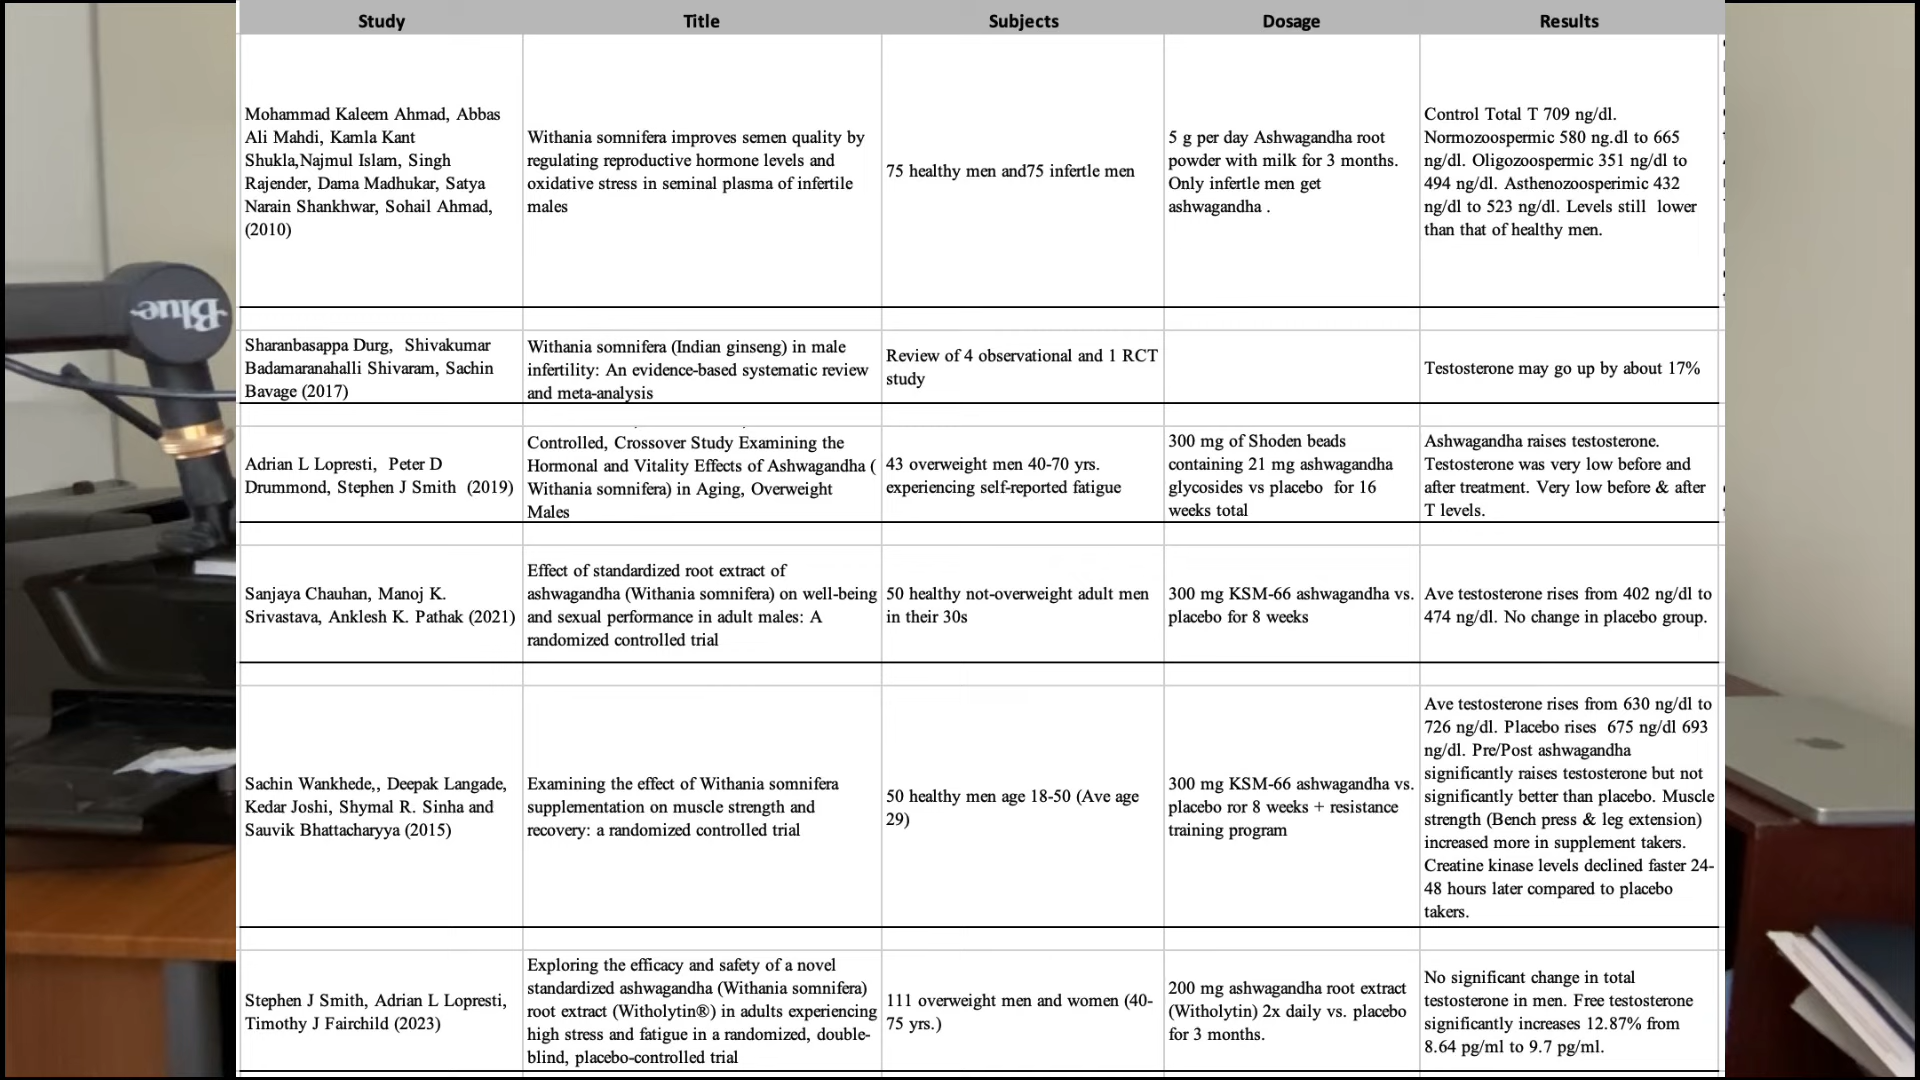 Study Title Subjects Dosage Results
Mohammad Kaleem Ahmad, Abbas
Ali Mahdi, Kamla Kant
Shukla,Najmul Islam, Singh
Rajender, Dama Madhukar, Satya
Narain Shankhwar, Sohail Ahmad,
(2010)
Withania somnifera improves semen quality by
regulating reproductive hormone levels and
oxidative stress in seminal plasma of infertile
males
75 healthy men and75 infertle men
5 g per day Ashwagandha root
powder with milk for 3 months.
Only infertle men get
ashwagandha .
Control Total T 709 ng/dl.
Normozoospermic 580 ng.dl to 665
ng/dl. Oligozoospermic 351 ng/dl to
494 ng/dl. Asthenozoosperimic 432
ng/dl to 523 ng/dl. Levels still lower
than that of healthy men.
Sharanbasappa Durg, Shivakumar
Badamaranahalli Shivaram, Sachin
Bavage (2017)
Withania somnifera (Indian ginseng) in male
infertility: An evidence-based systematic review
and meta-analysis
Review of 4 observational and 1 RCT
study
Testosterone may go up by about 17%
Adrian L Lopresti, Peter D
Drummond, Stephen J Smith (2019)
Controlled, Crossover Study Examining the
Hormonal and Vitality Effects of Ashwagandha (
Withania somnifera) in Aging, Overweight
Males
43 overweight men 40-70 yrs.
experiencing self-reported fatigue
300 mg of Shoden beads
containing 21 mg ashwagandha
glycosides vs placebo for 16
weeks total
Ashwagandha raises testosterone.
Testosterone was very low before and
after treatment. Very low before & after
T levels.
Sanjaya Chauhan, Manoj K.
Srivastava, Anklesh K. Pathak (2021)
Effect of standardized root extract of
ashwagandha (Withania somnifera) on well-being
and sexual performance in adult males: A
randomized controlled trial
50 healthy not-overweight adult men
in their 30s
300 mg KSM-66 ashwagandha vs.
placebo for 8 weeks
Ave testosterone rises from 402 ng/dl to
474 ng/dl. No change in placebo group.
Sachin Wankhede,, Deepak Langade,
Kedar Joshi, Shymal R. Sinha and
Sauvik Bhattacharyya (2015)
Examining the effect of Withania somnifera
supplementation on muscle strength and
recovery: a randomized controlled trial
50 healthy men age 18-50 (Ave age
29)
300 mg KSM-66 ashwagandha vs.
placebo ror 8 weeks + resistance
training program
Ave testosterone rises from 630 ng/dl to
726 ng/dl. Placebo rises 675 ng/dl 693
ng/dl. Pre/Post ashwagandha
significantly raises testosterone but not
significantly better than placebo. Muscle
strength (Bench press & leg extension)
increased more in supplement takers.
Creatine kinase levels declined faster 24-
48 hours later compared to placebo
takers.
Stephen J Smith, Adrian L Lopresti,
Timothy J Fairchild (2023)
Exploring the efficacy and safety of a novel
standardized ashwagandha (Withania somnifera)
root extract (Witholytin®) in adults experiencing
high stress and fatigue in a randomized, double-
blind, placebo-controlled trial
111 overweight men and women (40-
75 yrs.)
200 mg ashwagandha root extract
(Witholytin) 2x daily vs. placebo
for 3 months.
No significant change in total
testosterone in men. Free testosterone
significantly increases 12.87% from
8.64 pg/ml to 9.7 pg/ml.
Blue